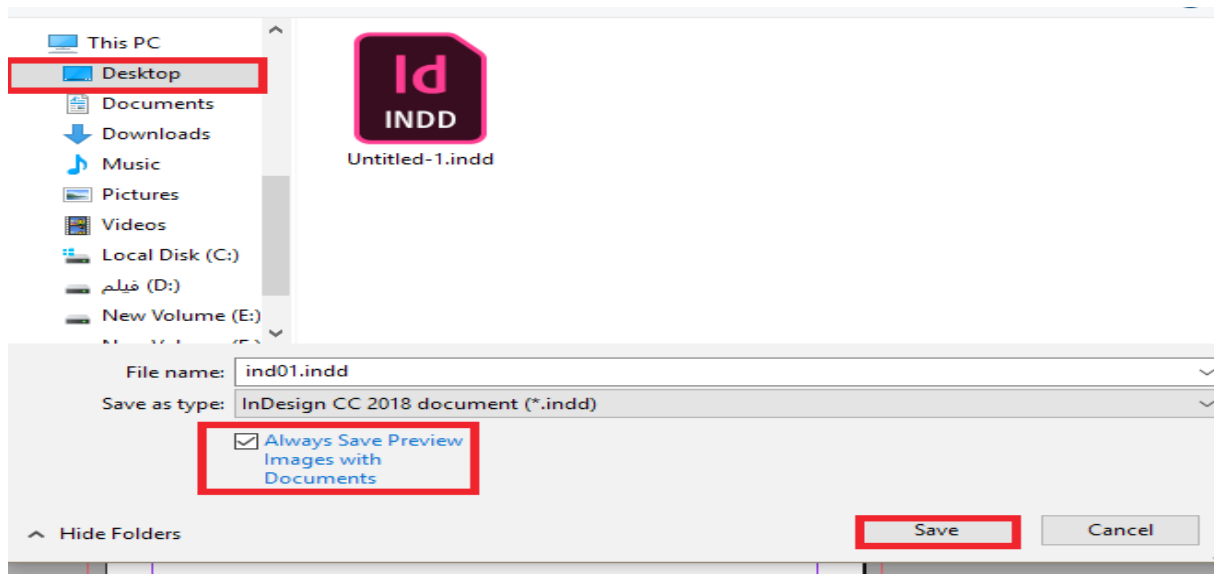 This PC
Desktop
Documents
Downloads
Music
Pictures
Videos
Local Disk (C:)
فيلم (D:)
New Volume (E:)
Id
INDD
Untitled-1.indd
File name: ind01.indd
Save as type: InDesign CC 2018 document (*.indd)
Always Save Preview
Images with
Documents
Hide Folders
Save
Cancel